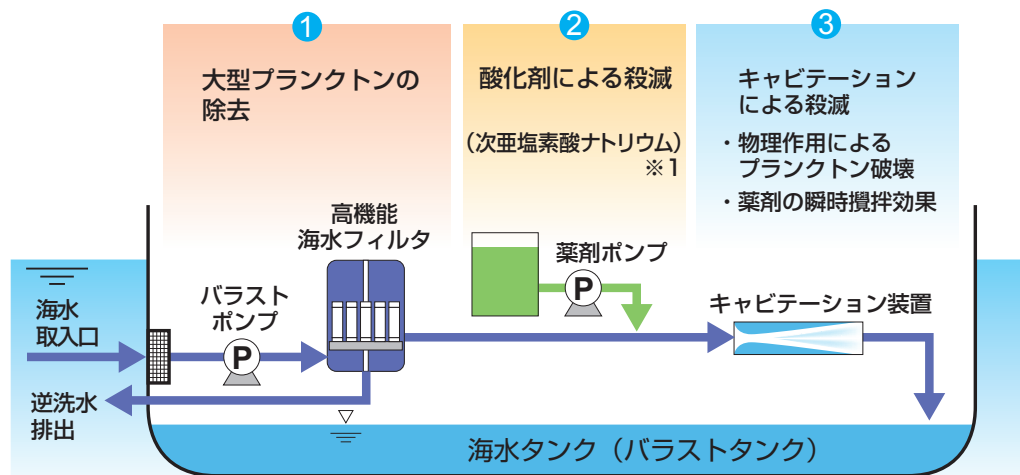 1
大型プランクトンの
除去
2
酸化剤による殺滅
(次亜塩素酸ナトリウム)
※1
3
キャビテーション
による殺滅
・物理作用による
プランクトン破壊
・薬剤の瞬時攪拌効果
高機能
海水フィルタ
薬剤ポンプ
P
キャビテーション装置
バラスト
ポンプ
P
海水
取入口
逆洗水
排出
海水タンク（バラストタンク）